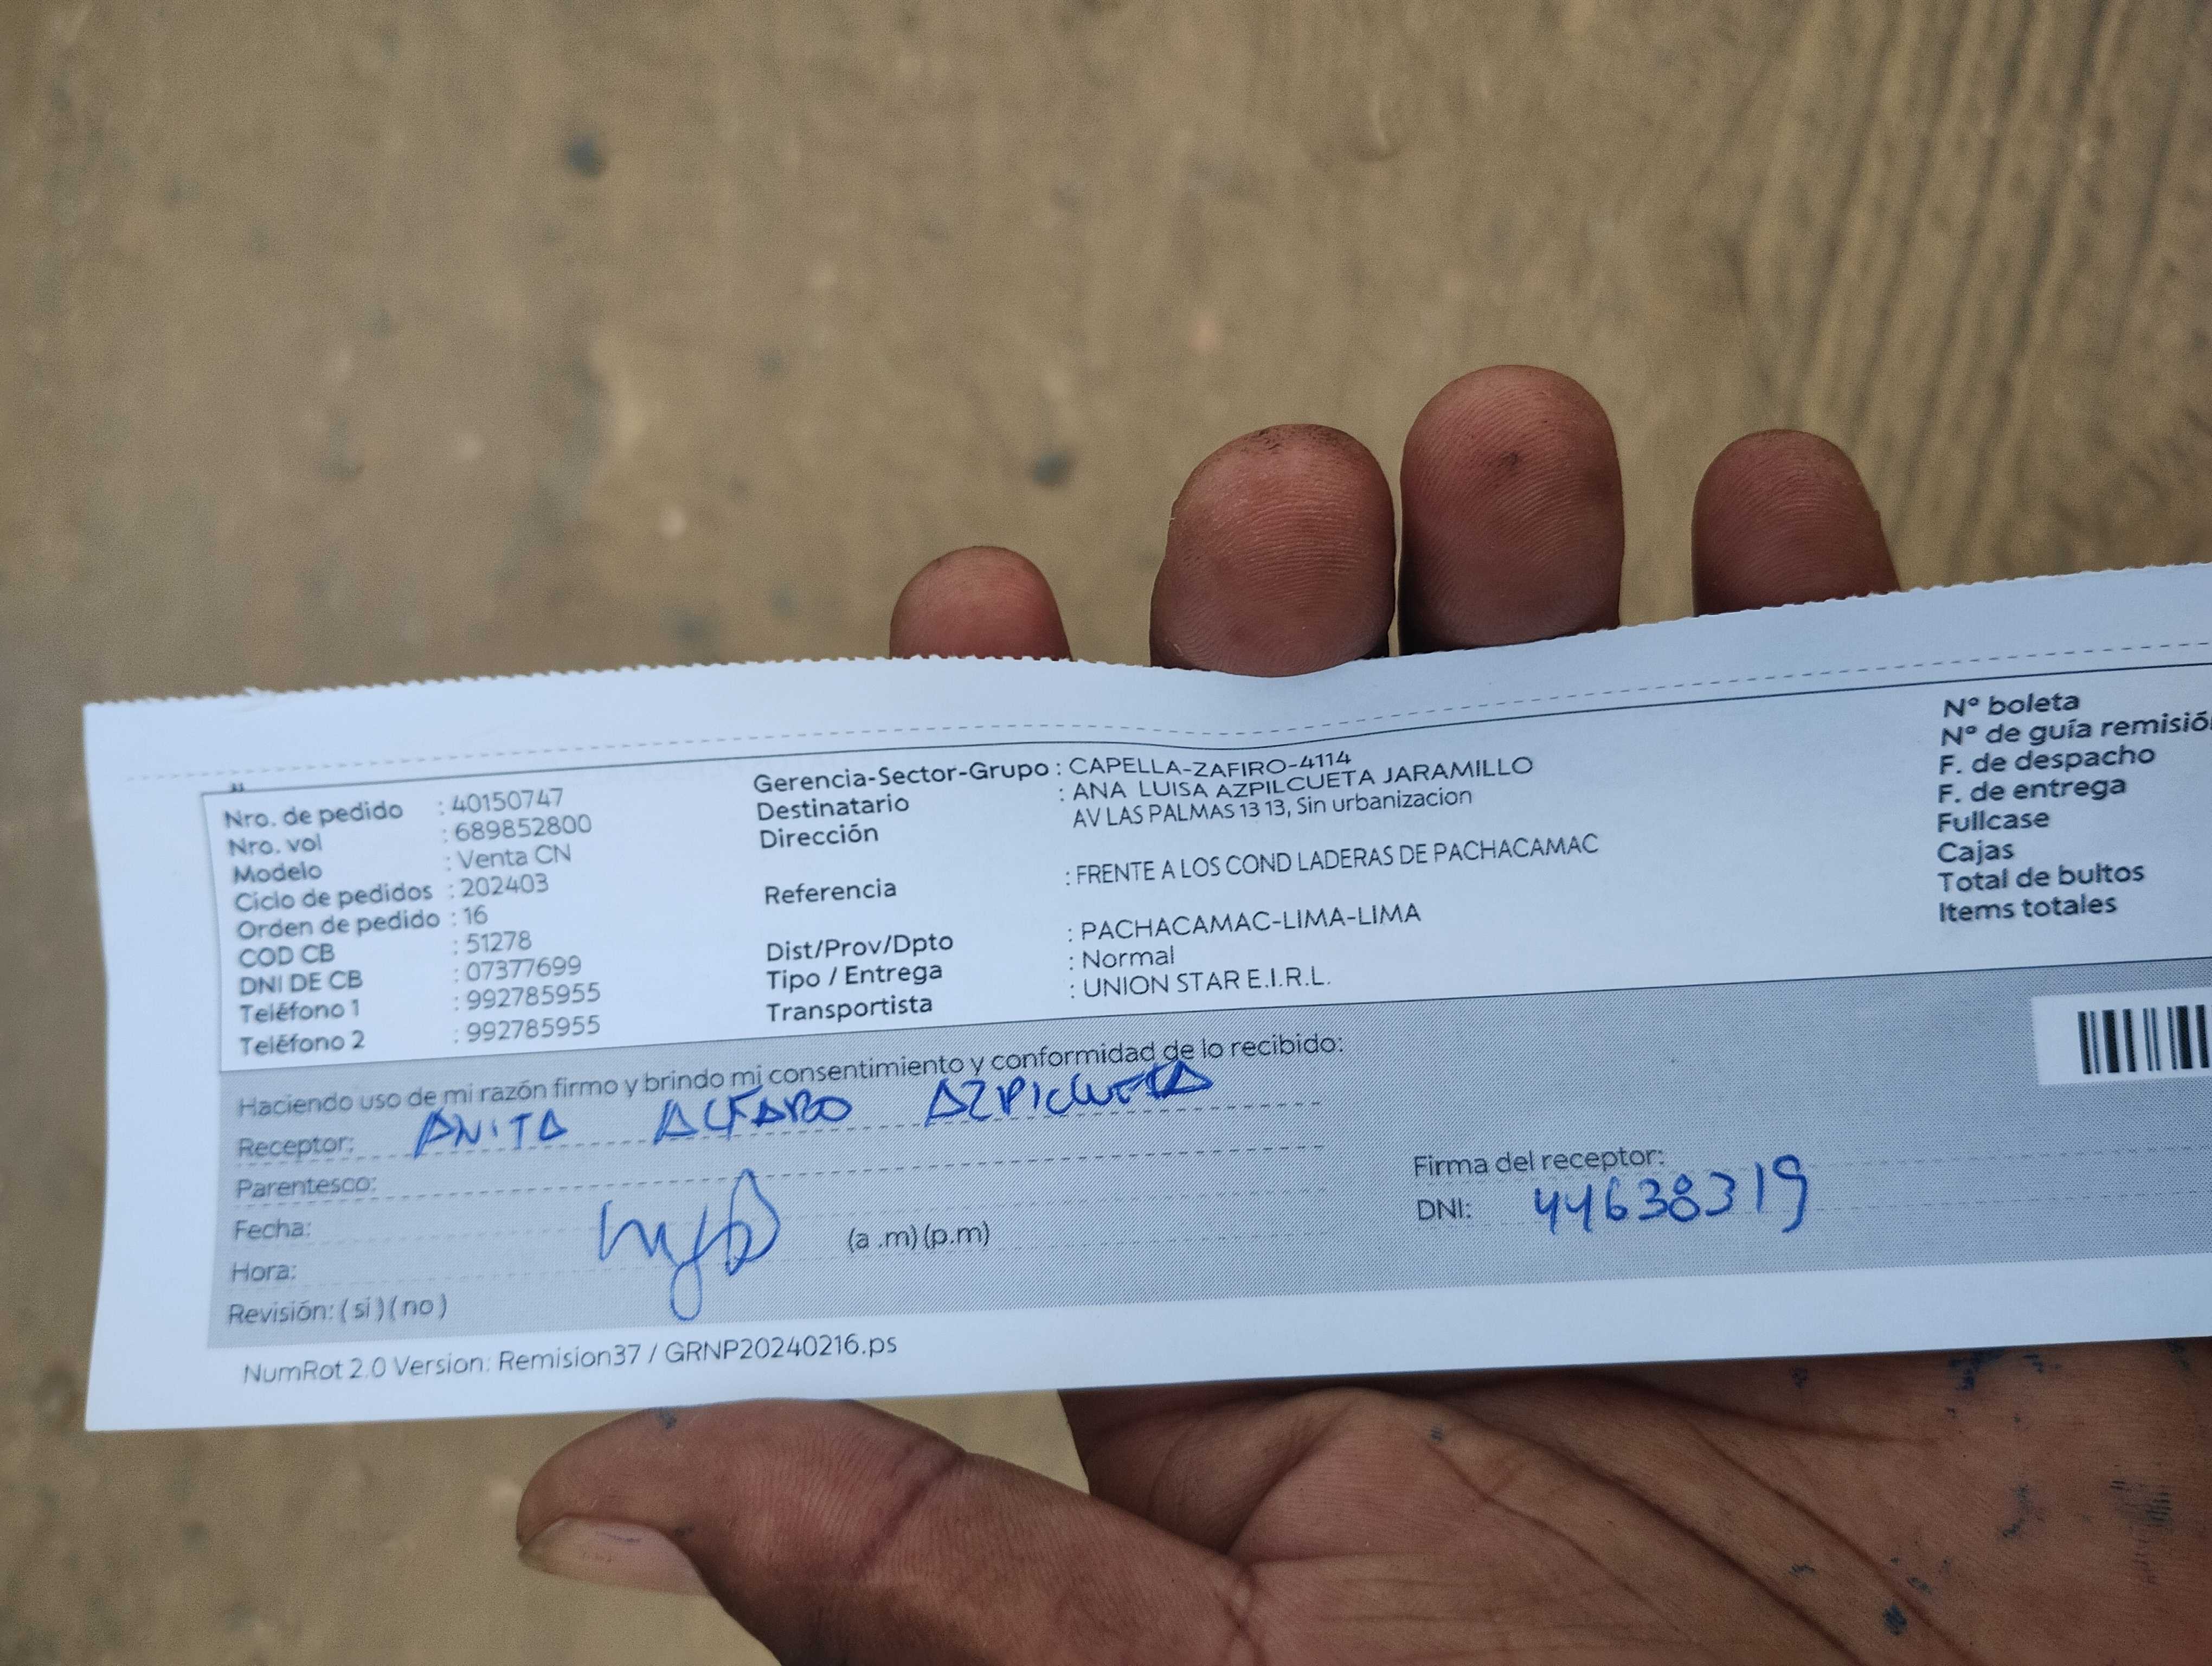 Nro. de pedido : 40150747
Nro. vol : 689852800
Modelo : Venta CN
Ciclo de pedidos : 202403
Orden de pedido : 16
COD CB : 51278
DNI DE CB : 07377699
Teléfono 1 : 992785955
Teléfono 2 : 992785955
Gerencia-Sector-Grupo : CAPELLA-ZAFIRO-4114
Destinatario : ANA LUISA AZPILCUETA JARAMILLO
Dirección AV LAS PALMAS 13 13, Sin urbanizacion
Referencia : FRENTE A LOS COND LADERAS DE PACHACAMAC
Dist/Prov/Dpto : PACHACAMAC-LIMA-LIMA
Tipo / Entrega : Normal
Transportista : UNION STAR E.I.R.L.
N° boleta
N° de guía remisió
F. de despacho
F. de entrega
Fullcase
Cajas
Total de bultos
Items totales
Haciendo uso de mi razón firmo y brindo mi consentimiento y conformidad de lo recibido:
Receptor: ANITA ALFARO AZPICUETA
Parentesco:
Fecha:
Hora: (a .m)(p.m)
Revisión: ( si )( no )
Firma del receptor:
DNI: 44638319
NumRot 2.0 Version: Remision37 / GRNP20240216.ps